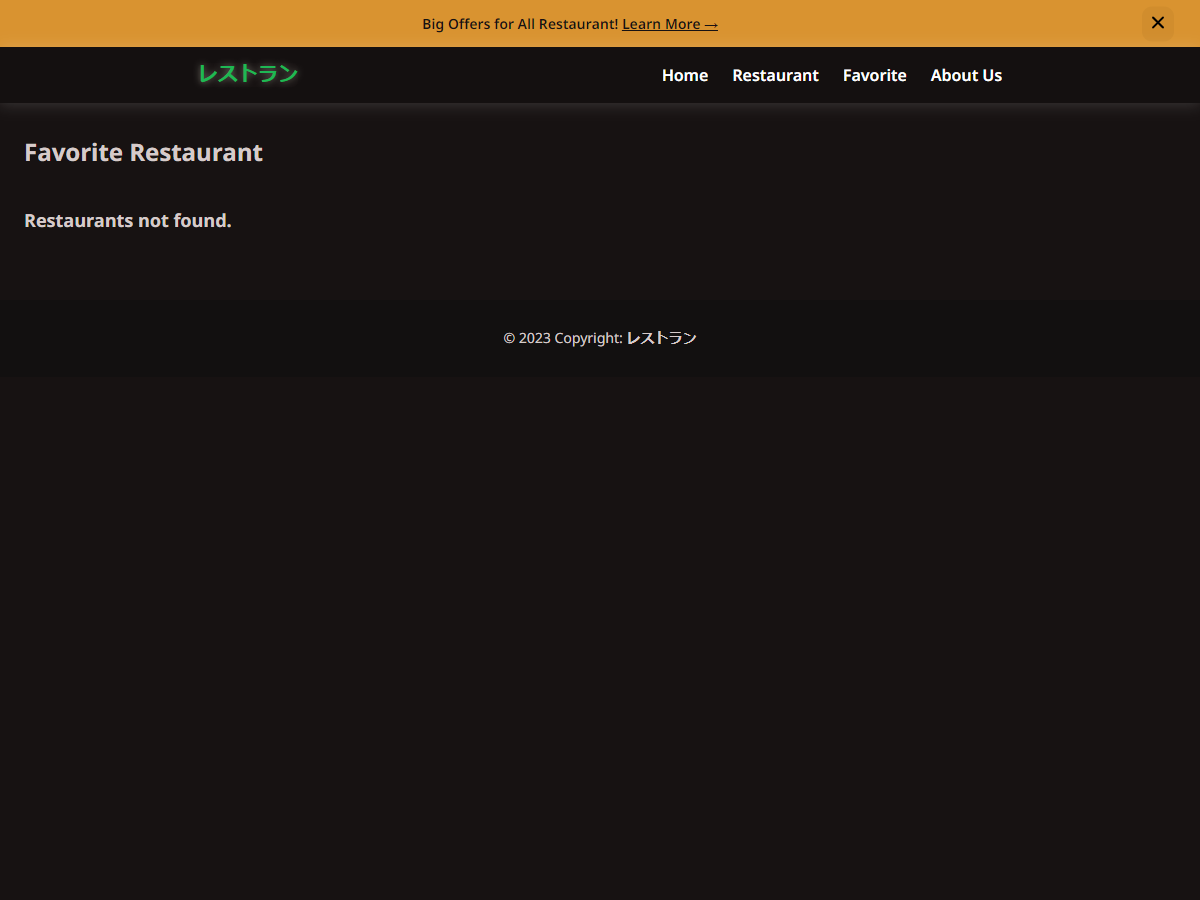 Big Offers for All Restaurant! Learn More →
✕
レストラン
Home Restaurant Favorite About Us
Favorite Restaurant
Restaurants not found.
© 2023 Copyright: レストラン